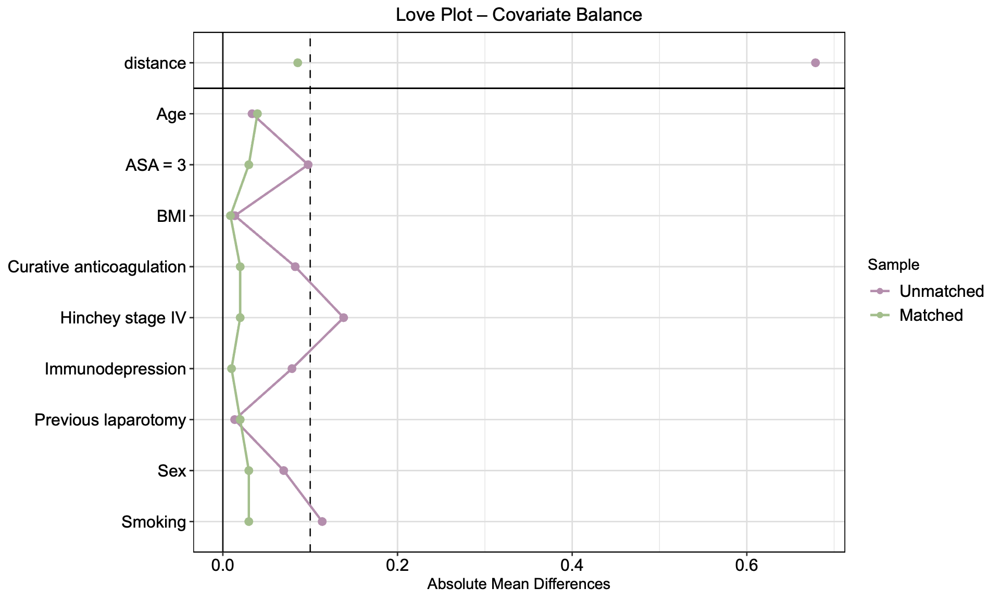 Love Plot – Covariate Balance
distance
Age
ASA = 3
BMI
Curative anticoagulation
Hinchey stage IV
Immunodepression
Previous laparotomy
Sex
Smoking
0.0 0.2 0.4 0.6
Absolute Mean Differences
Sample
Unmatched
Matched